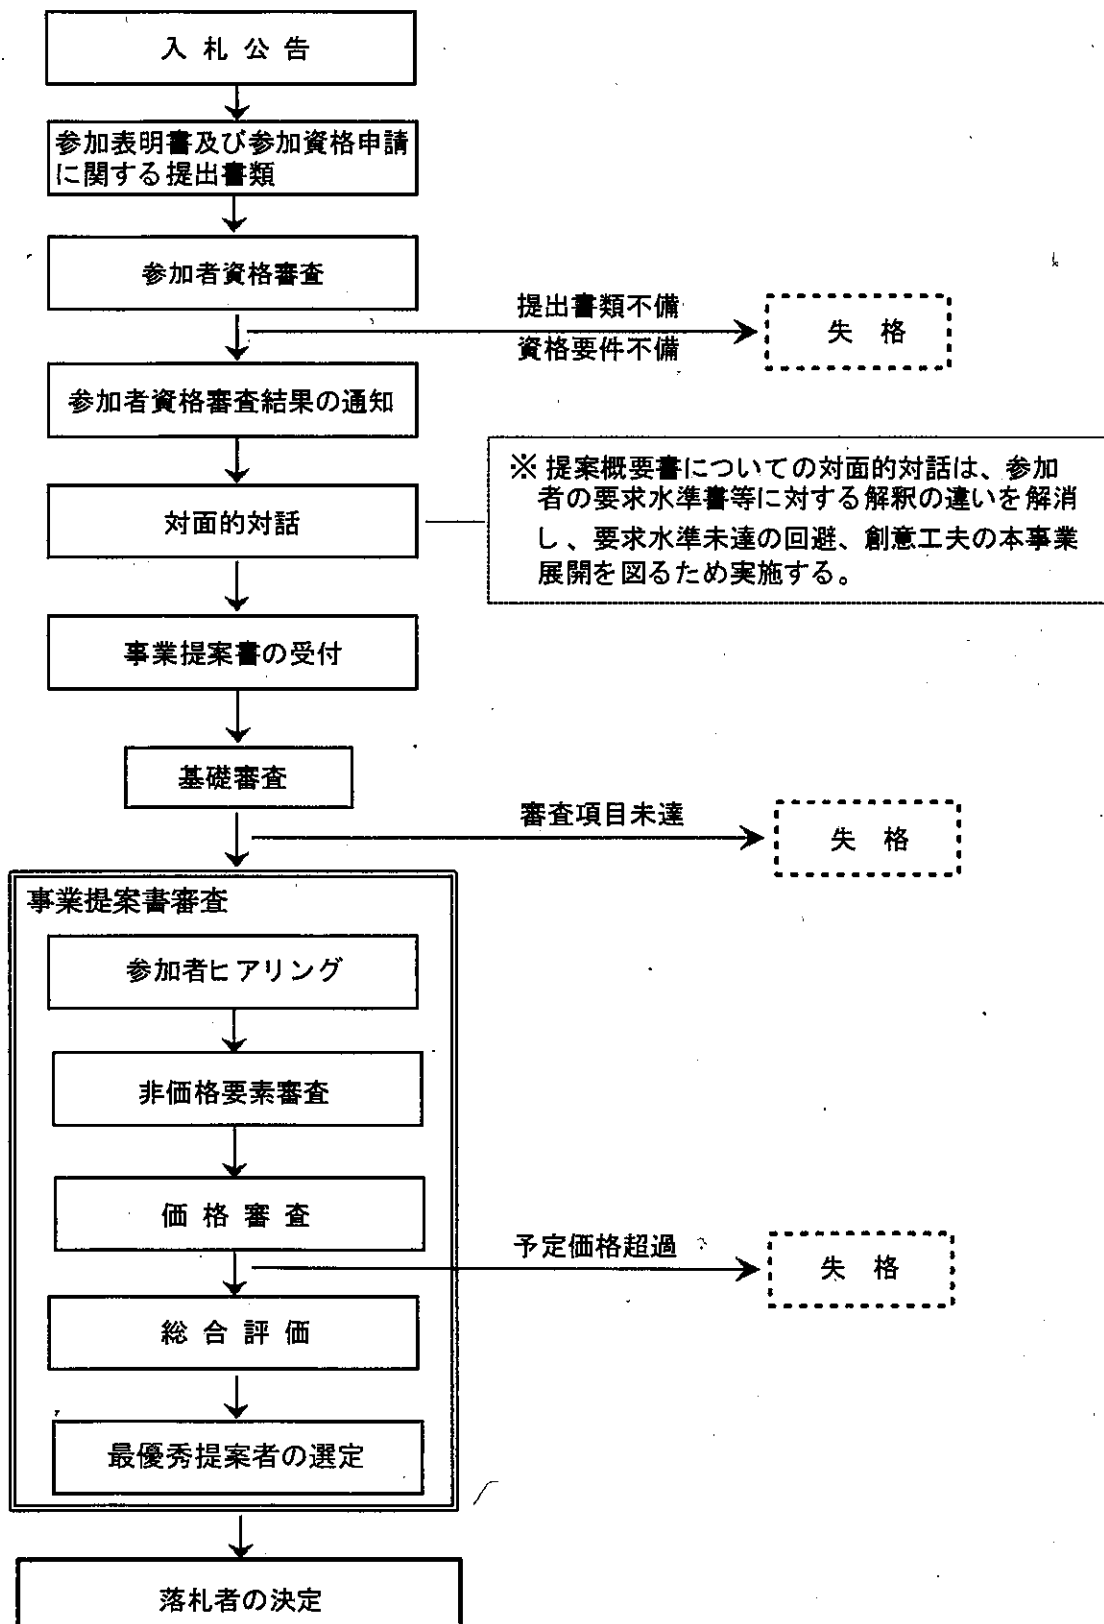 入 札 公 告
参加表明書及び参加資格申請
に関する提出書類
参加者資格審査
提出書類不備
資格要件不備
失 格
参加者資格審査結果の通知
対面的対話
※ 提案概要書についての対面的対話は、参加
者の要求水準書等に対する解釈の違いを解消
し、要求水準未達の回避、創意工夫の本事業
展開を図るため実施する。
事業提案書の受付
基礎審査
審査項目未達
失 格
事業提案書審査
参加者ヒアリング
非価格要素審査
価 格 審 査
予定価格超過
失 格
総 合 評 価
最優秀提案者の選定
落札者の決定